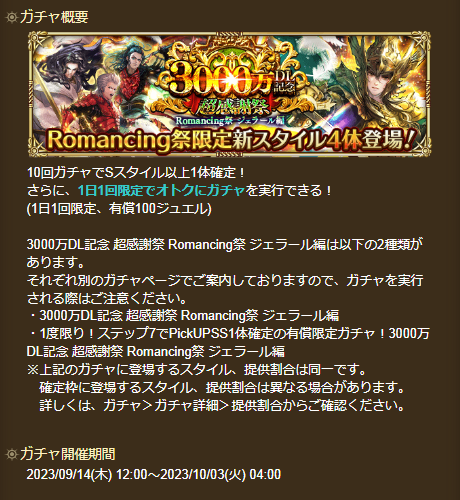 ガチャ概要
3000万DL記念
超感謝祭
Romancing祭 ジェラール編
Romancing祭限定新スタイル4体登場!
10回ガチャでSスタイル以上1体確定！
さらに、1日1回限定でオトクにガチャを実行できる！
(1日1回限定、有償100ジュエル)
3000万DL記念 超感謝祭 Romancing祭 ジェラール編は以下の2種類が
あります。
それぞれ別のガチャページでご案内しておりますので、ガチャを実行
される際はご注意ください。
・3000万DL記念 超感謝祭 Romancing祭 ジェラール編
・1度限り！ステップ7でPickUPSS1体確定の有償限定ガチャ！3000万
DL記念 超感謝祭 Romancing祭 ジェラール編
※上記のガチャに登場するスタイル、提供割合は同一です。
確定枠に登場するスタイル、提供割合は異なる場合があります。
詳しくは、ガチャ＞ガチャ詳細＞提供割合からご確認ください。
ガチャ開催期間
2023/09/14(木) 12:00～2023/10/03(火) 04:00